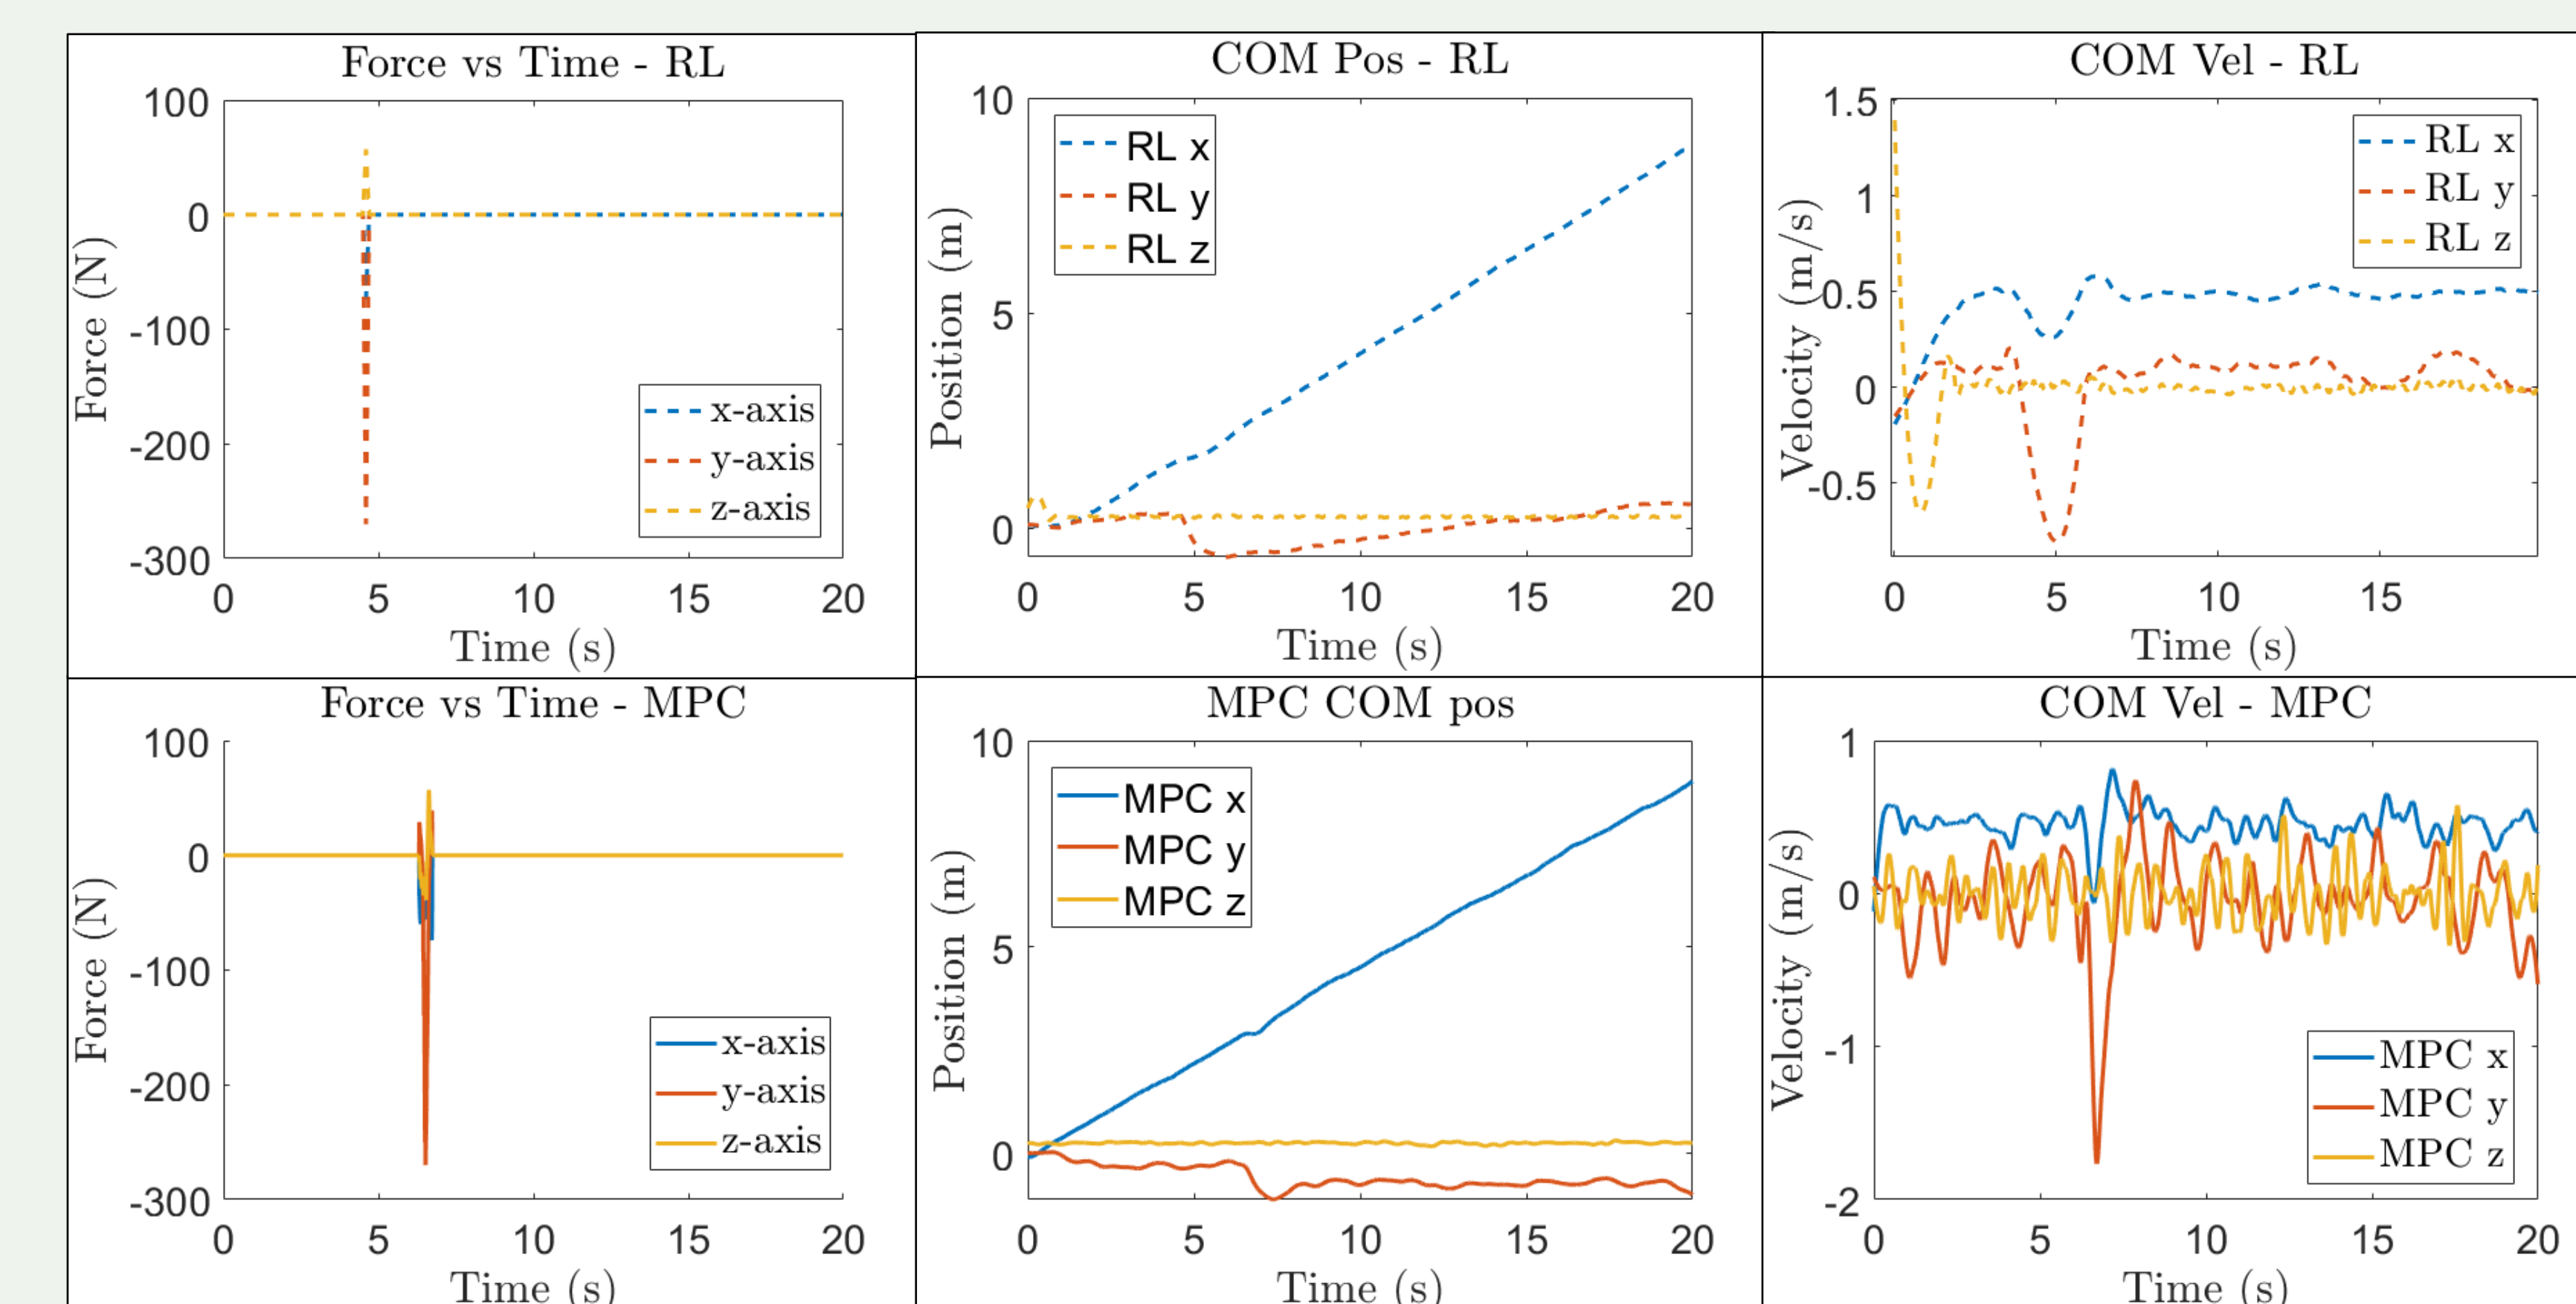 Force vs Time - RL
100
0
-100
-200
-300
Force (N)
x-axis
y-axis
z-axis
0 5 10 15 20
Time (s)
COM Pos - RL
10
5
0
Position (m)
RL x
RL y
RL z
0 5 10 15 20
Time (s)
COM Vel - RL
1.5
1
0.5
0
-0.5
Velocity (m/s)
RL x
RL y
RL z
0 5 10 15
Time (s)
Force vs Time - MPC
100
0
-100
-200
-300
Force (N)
x-axis
y-axis
z-axis
0 5 10 15 20
Time (s)
MPC COM pos
10
5
0
Position (m)
MPC x
MPC y
MPC z
0 5 10 15 20
Time (s)
COM Vel - MPC
1
0
-1
-2
Velocity (m/s)
MPC x
MPC y
MPC z
0 5 10 15 20
Time (s)